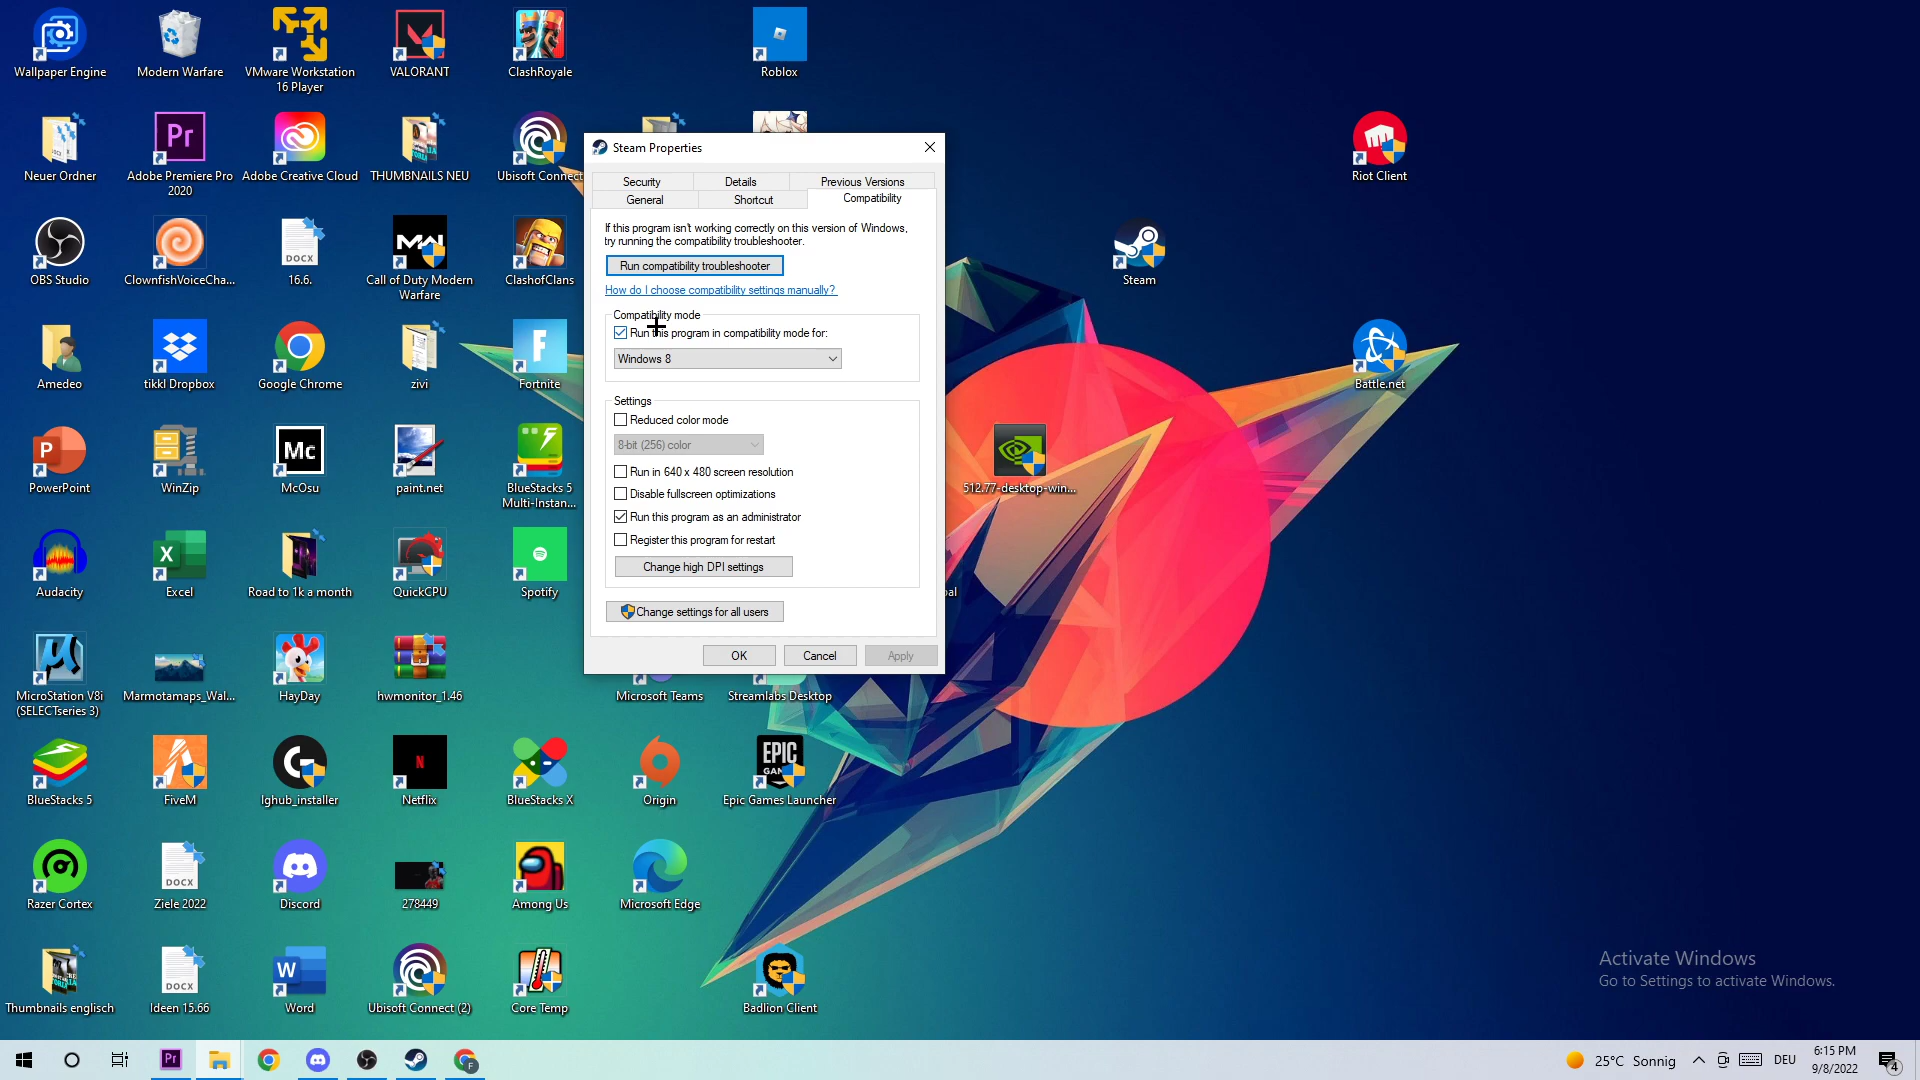 Wallpaper Engine
Modern Warfare
VMware Workstation
16 Player
VALORANT
ClashRoyale
Roblox
Neuer Ordner
Adobe Premiere Pro
2020
Adobe Creative Cloud
THUMBNAILS NEU
Ubisoft Connect
Riot Client
OBS Studio
ClownfishVoiceCha...
16.6.
Call of Duty Modern
Warfare
ClashofClans
Steam
Amedeo
tikkl Dropbox
Google Chrome
zivi
Fortnite
Battle.net
PowerPoint
WinZip
McOsu
paint.net
BlueStacks 5
Multi-Instan...
512.77-desktop-win...
Audacity
Excel
Road to 1k a month
QuickCPU
Spotify
MicroStation V8i
(SELECTseries 3)
Marmotamaps_Wal...
HayDay
hwmonitor_1.46
Microsoft Teams
Streamlabs Desktop
BlueStacks 5
FiveM
lghub_installer
Netflix
BlueStacks X
Origin
Epic Games Launcher
Razer Cortex
Ziele 2022
Discord
278449
Among Us
Microsoft Edge
Thumbnails englisch
Ideen 15.66
Word
Ubisoft Connect (2)
Core Temp
Badlion Client
Steam Properties
Security
Details
Previous Versions
General
Shortcut
Compatibility
If this program isn't working correctly on this version of Windows,
try running the compatibility troubleshooter.
Run compatibility troubleshooter
How do I choose compatibility settings manually?
Compatibility mode
Run this program in compatibility mode for:
Windows 8
Settings
Reduced color mode
8-bit (256) color
Run in 640 x 480 screen resolution
Disable fullscreen optimizations
Run this program as an administrator
Register this program for restart
Change high DPI settings
Change settings for all users
OK
Cancel
Apply
Activate Windows
Go to Settings to activate Windows.
25°C Sonnig
DEU
6:15 PM
9/8/2022
4